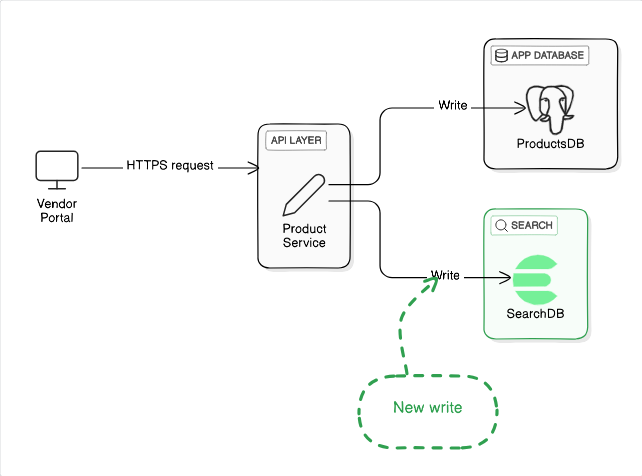 APP DATABASE
Write
ProductsDB
API LAYER
HTTPS request
Vendor
Portal
Product
Service
SEARCH
Write
SearchDB
New write